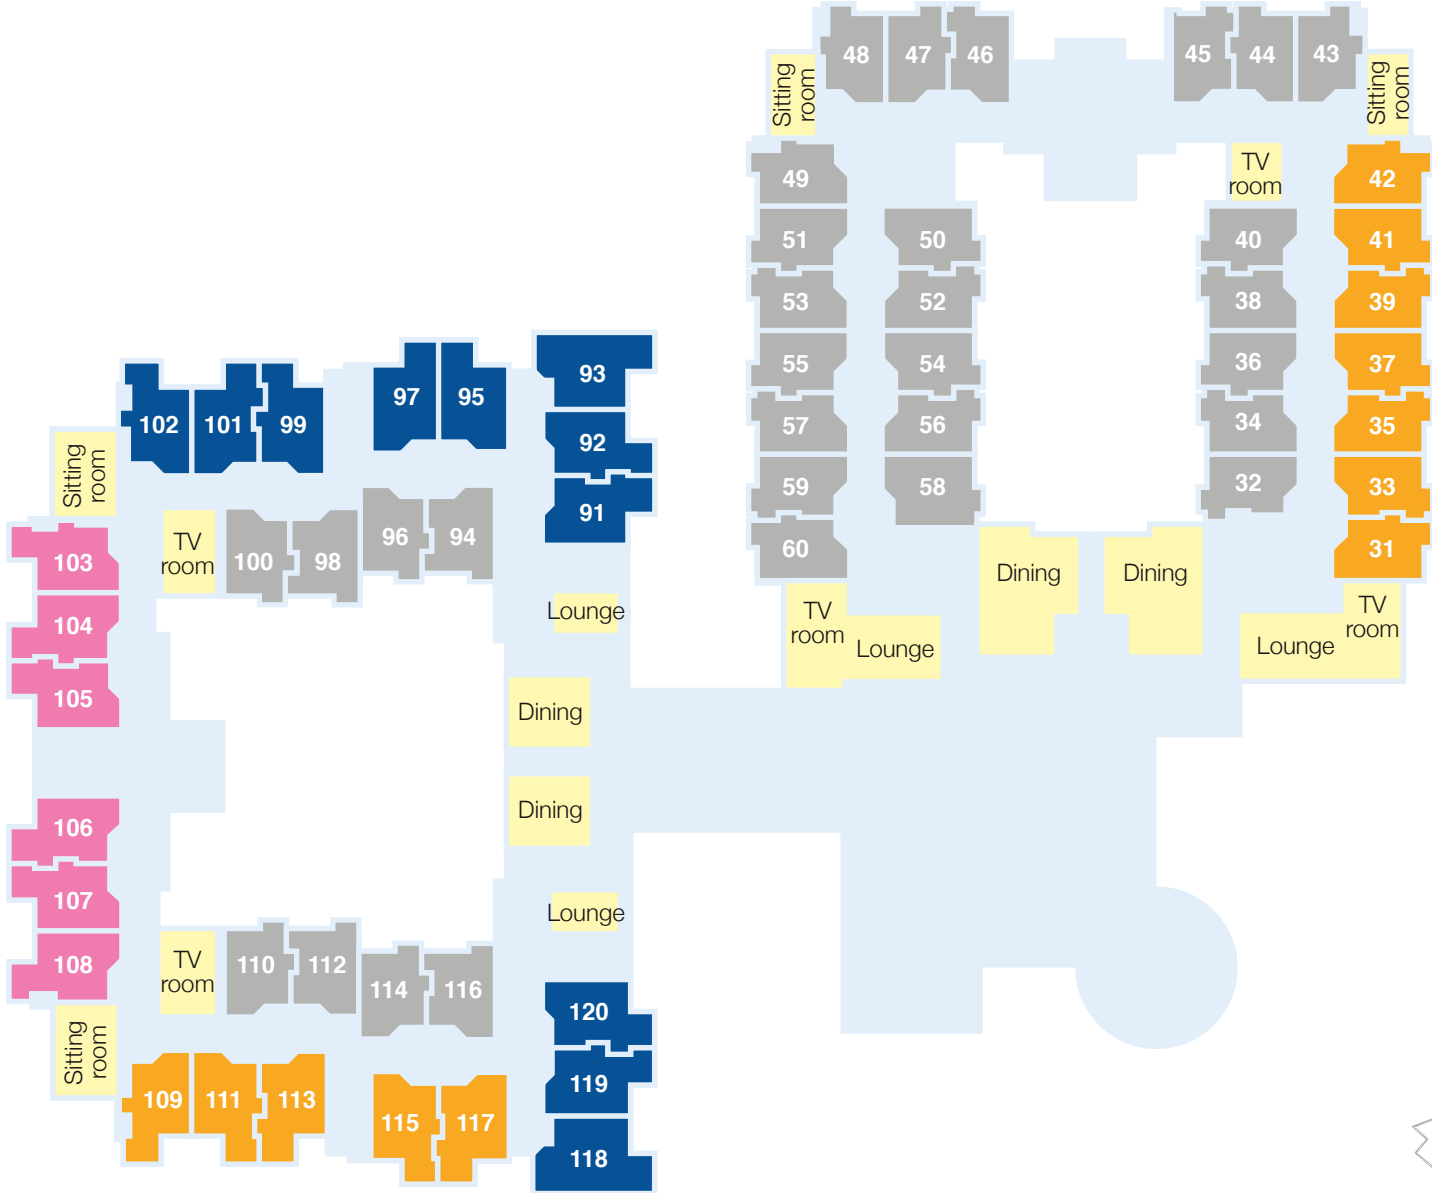 48
47
46
45
44
43
Sitting
room
Sitting
room
49
TV
room
42
51
50
40
41
53
52
38
39
55
54
36
37
57
56
34
35
59
58
32
33
60
31
Dining
Dining
TV
room
Lounge
Lounge
TV
room
93
97
95
102
101
99
92
91
Sitting
room
103
TV
room
100
98
96
94
104
Lounge
105
Dining
106
Dining
107
Lounge
108
TV
room
110
112
114
116
120
Sitting
room
109
111
113
119
115
117
118